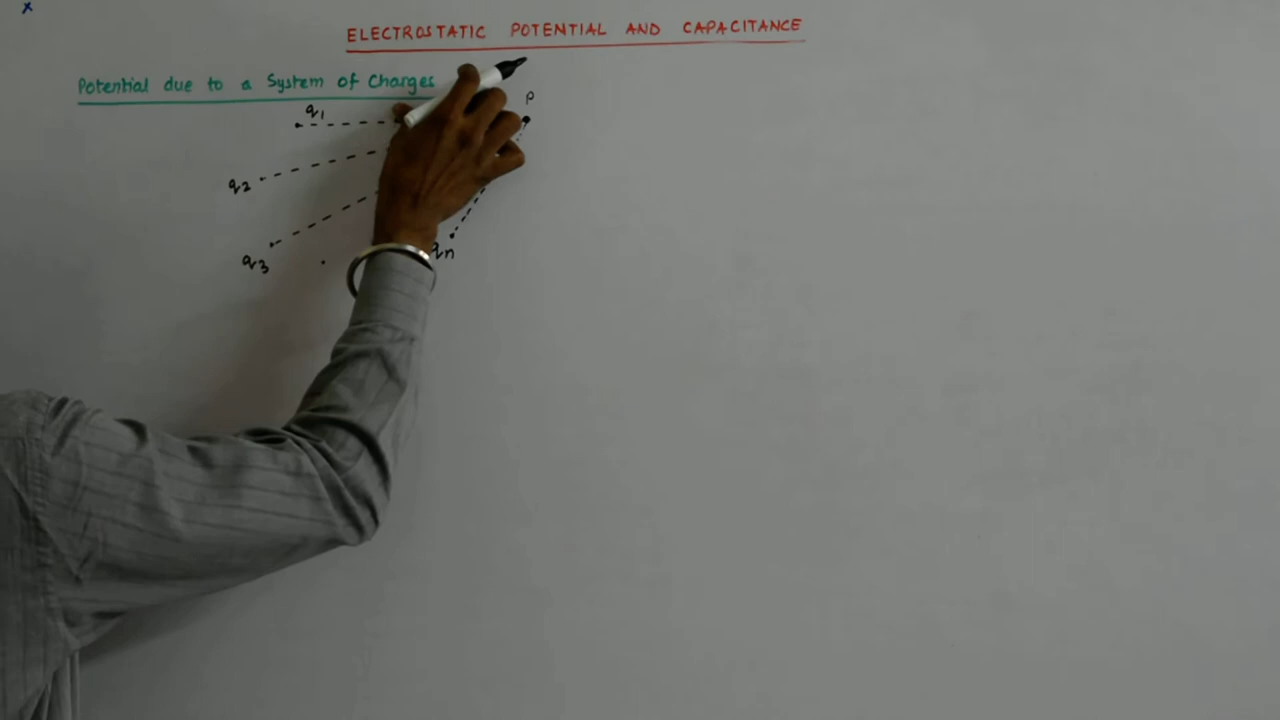 x
ELECTROSTATIC POTENTIAL AND CAPACITANCE
Potential due to a System of Charges
q1
P
q2
q3
qn